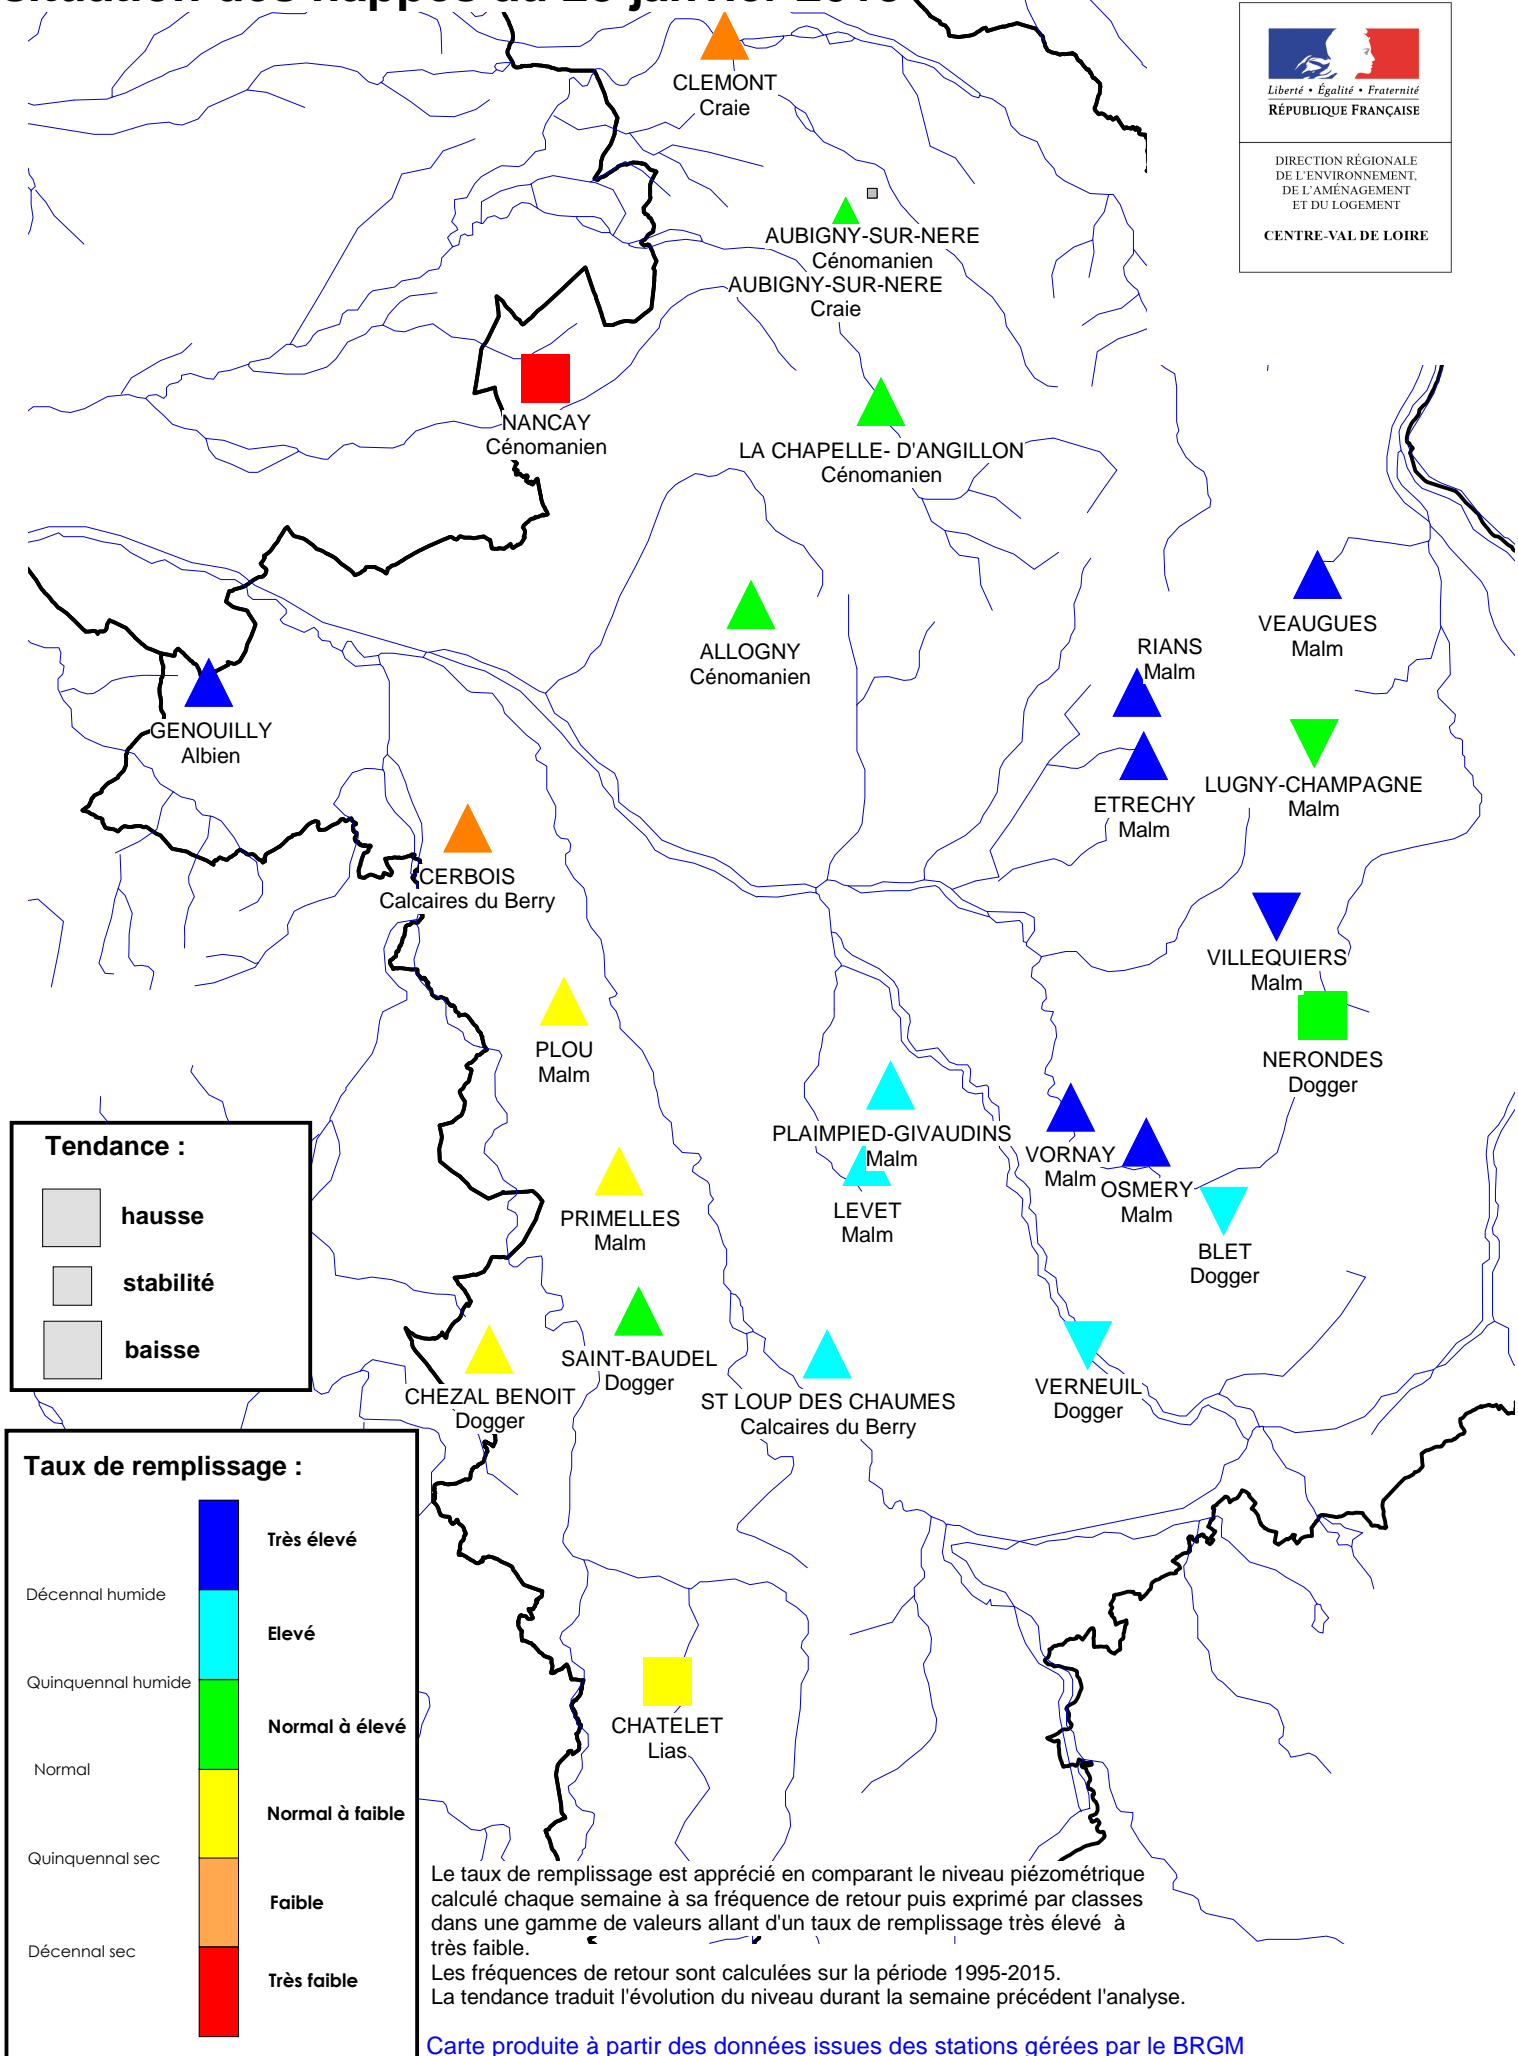 CLEMONT
Craie
Liberté • Égalité • Fraternité
RÉPUBLIQUE FRANÇAISE
DIRECTION RÉGIONALE
DE L'ENVIRONNEMENT,
DE L'AMÉNAGEMENT
ET DU LOGEMENT
CENTRE-VAL DE LOIRE
AUBIGNY-SUR-NERE
Cénomanien
AUBIGNY-SUR-NERE
Craie
NANCAY
Cénomanien
LA CHAPELLE- D'ANGILLON
Cénomanien
VEAUGUES
Malm
ALLOGNY
Cénomanien
RIANS
Malm
GENOUILLY
Albien
LUGNY-CHAMPAGNE
Malm
ETRECHY
Malm
CERBOIS
Calcaires du Berry
VILLEQUIERS
Malm
PLOU
Malm
NERONDES
Dogger
PLAIMPIED-GIVAUDINS
Malm
VORNAY
Malm
OSMERY
Malm
PRIMELLES
Malm
LEVET
Malm
BLET
Dogger
SAINT-BAUDEL
Dogger
CHEZAL BENOIT
Dogger
ST LOUP DES CHAUMES
Calcaires du Berry
VERNEUIL
Dogger
CHATELET
Lias
Tendance :
hausse
stabilité
baisse
Taux de remplissage :
Très élevé
Décennal humide
Elevé
Quinquennal humide
Normal à élevé
Normal
Normal à faible
Quinquennal sec
Faible
Décennal sec
Très faible
Le taux de remplissage est apprécié en comparant le niveau piézométrique
calculé chaque semaine à sa fréquence de retour puis exprimé par classes
dans une gamme de valeurs allant d'un taux de remplissage très élevé à
très faible.
Les fréquences de retour sont calculées sur la période 1995-2015.
La tendance traduit l'évolution du niveau durant la semaine précédent l'analyse.
Carte produite à partir des données issues des stations gérées par le BRGM